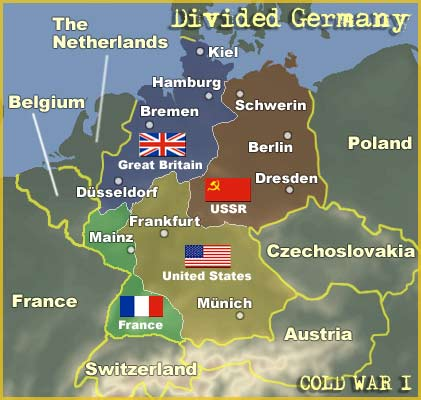 Divided Germany
The
Netherlands
Kiel
Hamburg
Belgium
Bremen
Schwerin
Great Britain
Berlin
Poland
Düsseldorf
Dresden
USSR
Frankfurt
Mainz
Czechoslovakia
United States
France
France
Münich
Austria
Switzerland
COLD WAR I